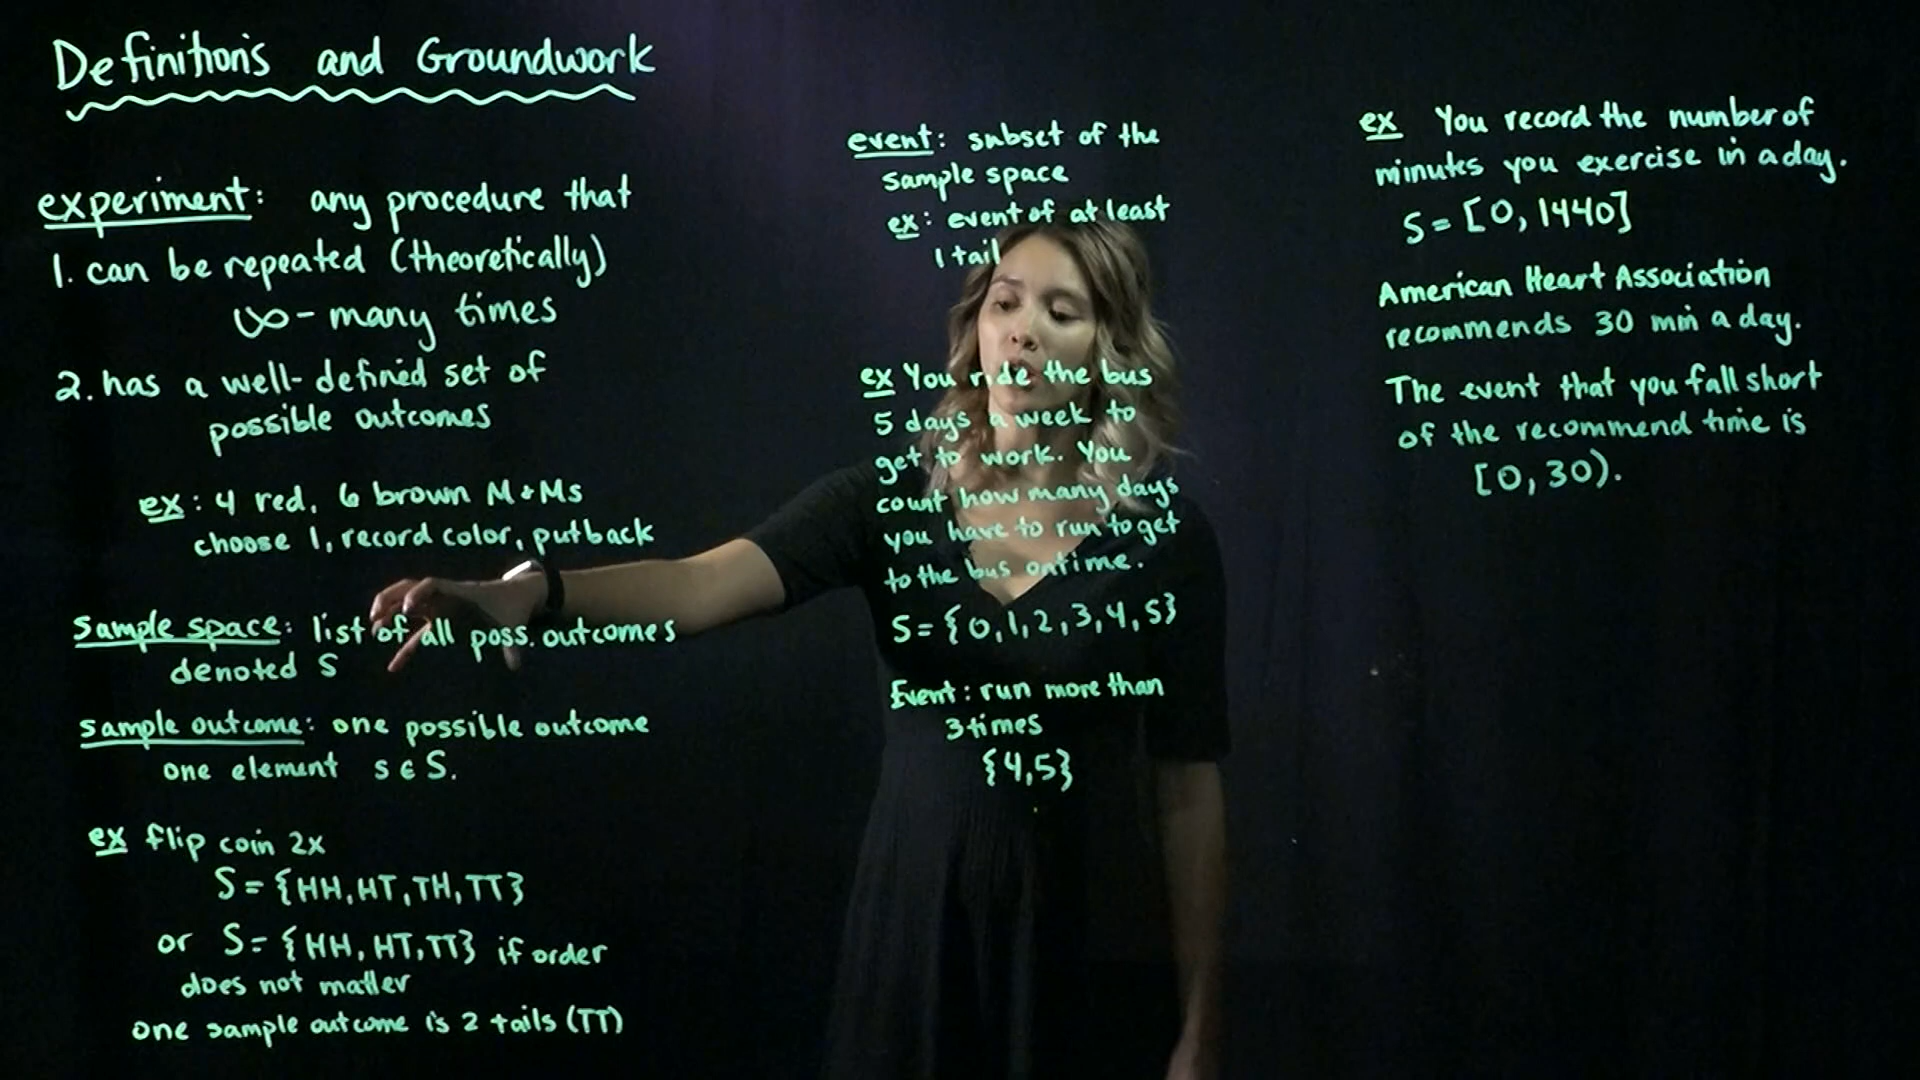 Definitions and Groundwork
experiment: any procedure that
1. can be repeated (theoretically)
∞-many times
2. has a well-defined set of
possible outcomes
ex: 4 red, 6 brown M&Ms
choose 1, record color, put back
sample space: list of all poss. outcomes
denoted S
sample outcome: one possible outcome
one element s ∈ S.
ex flip coin 2x
S = {HH, HT, TH, TT}
or S = {HH, HT, TT} if order
does not matter
one sample outcome is 2 tails (TT)
event: subset of the
sample space
ex: event of at least
1 tail
ex You ride the bus
5 days a week to
get to work. You
count how many days
you have to run to get
to the bus on time.
S = {0, 1, 2, 3, 4, 5}
Event: run more than
3 times
{4, 5}
ex You record the number of
minutes you exercise in a day.
S = [0, 1440]
American Heart Association
recommends 30 min a day.
The event that you fall short
of the recommend time is
[0, 30).